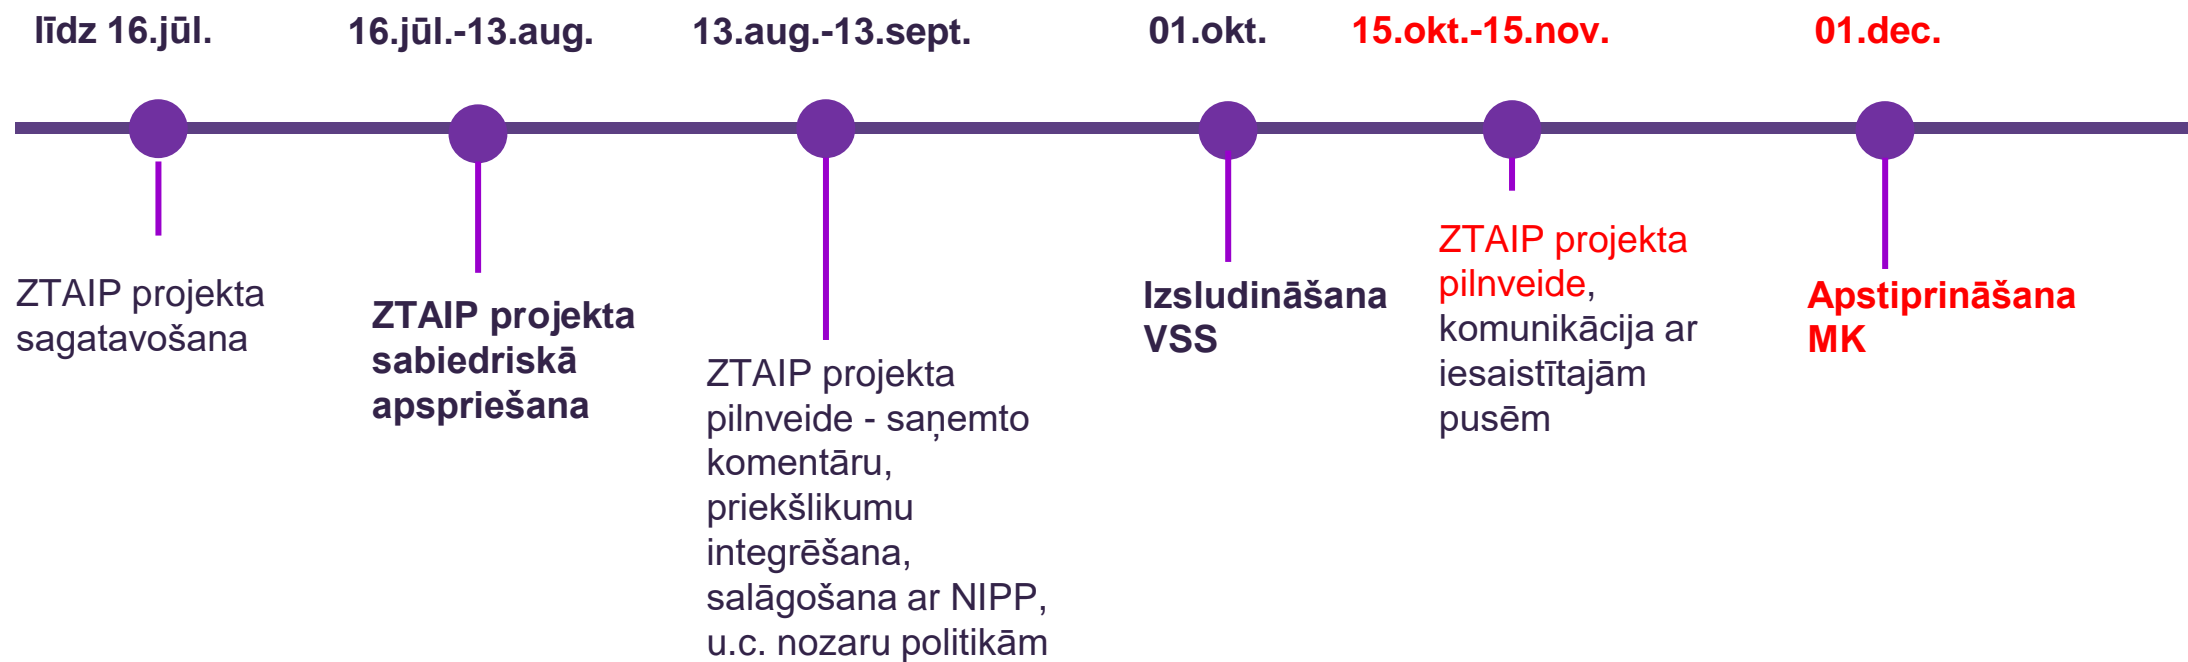 līdz 16.jūl.
16.jūl.-13.aug.
13.aug.-13.sept.
01.okt.
15.okt.-15.nov.
01.dec.
ZTAIP projekta
sagatavošana
ZTAIP projekta
sabiedriskā
apspriešana
ZTAIP projekta
pilnveide - saņemto
komentāru,
priekšlikumu
integrēšana,
salāgošana ar NIPP,
u.c. nozaru politikām
Izsludināšana
VSS
ZTAIP projekta
pilnveide,
komunikācija ar
iesaistītajām
pusēm
Apstiprināšana
MK